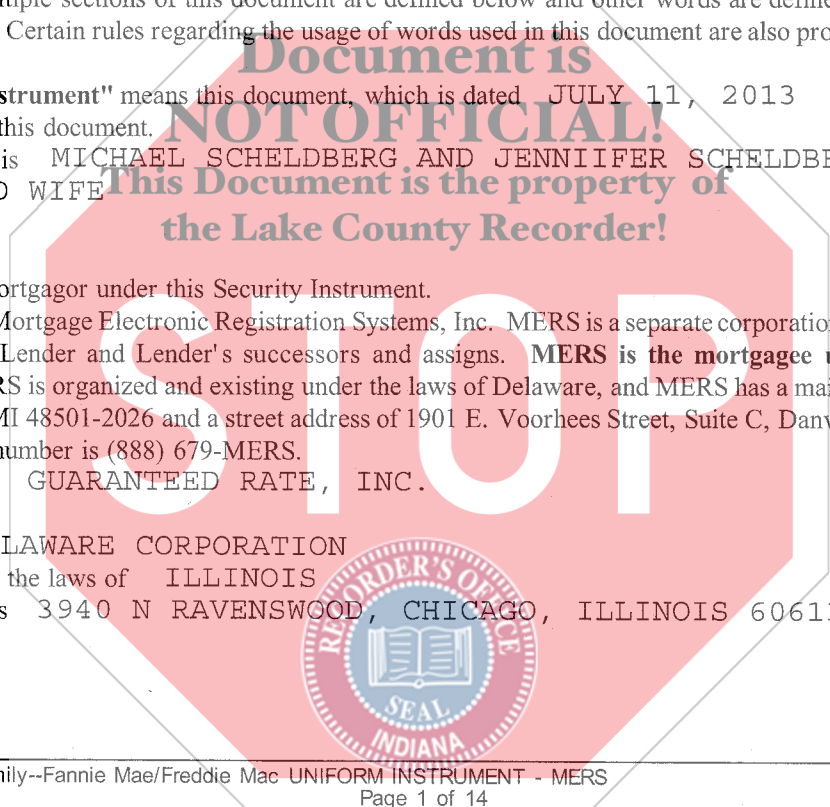 tiple sections of this document are defined below and other words are define
Certain rules regarding the usage of words used in this document are also pro
Document is
strument" means this document, which is dated JULY 11, 2013
this document.
NOT OFFICIAL!
is MICHAEL SCHELDBERG AND JENNIIFER SCHELDBE
D WIFE
This Document is the property of
the Lake County Recorder!
ortgagor under this Security Instrument.
Mortgage Electronic Registration Systems, Inc. MERS is a separate corporation
Lender and Lender's successors and assigns. MERS is the mortgagee u
RS is organized and existing under the laws of Delaware, and MERS has a mai
MI 48501-2026 and a street address of 1901 E. Voorhees Street, Suite C, Danv
number is (888) 679-MERS.
STOP
GUARANTEED RATE, INC.
LAWARE CORPORATION
the laws of ILLINOIS
s 3940 N RAVENSWOOD, CHICAGO, ILLINOIS 6061
RECORDER'S OFFICE
SEAL
INDIANA
nily--Fannie Mae/Freddie Mac UNIFORM INSTRUMENT - MERS
Page 1 of 14